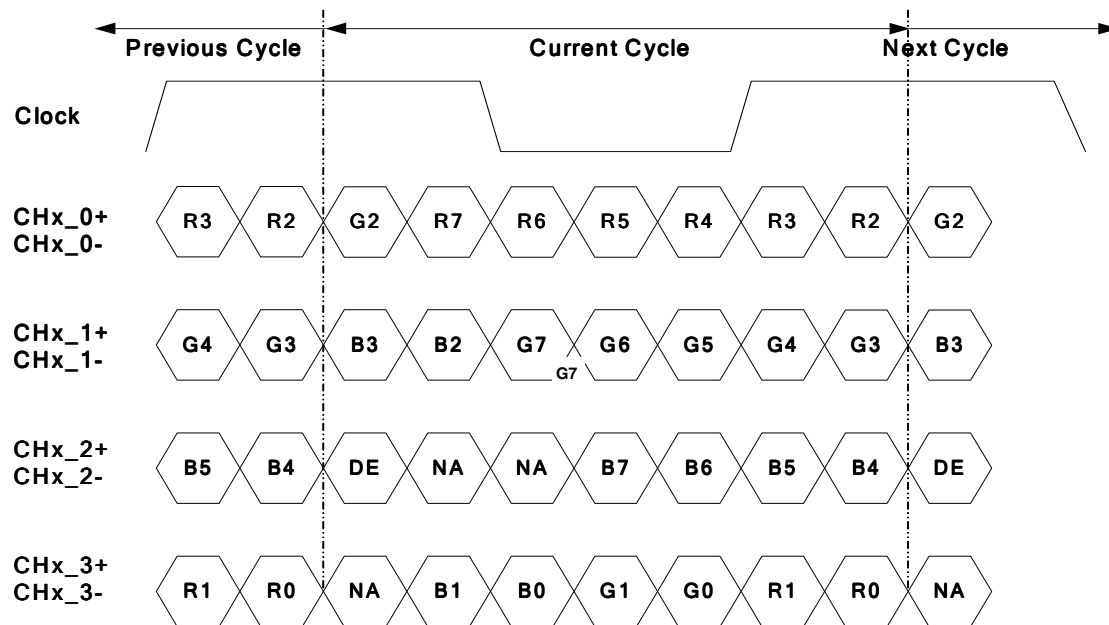 Previous Cycle Current Cycle Next Cycle
Clock
CHx_0+
CHx_0-
R3 R2 G2 R7 R6 R5 R4 R3 R2 G2
CHx_1+
CHx_1-
G4 G3 B3 B2 G7 G6 G5 G4 G3 B3
G7
CHx_2+
CHx_2-
B5 B4 DE NA NA B7 B6 B5 B4 DE
CHx_3+
CHx_3-
R1 R0 NA B1 B0 G1 G0 R1 R0 NA